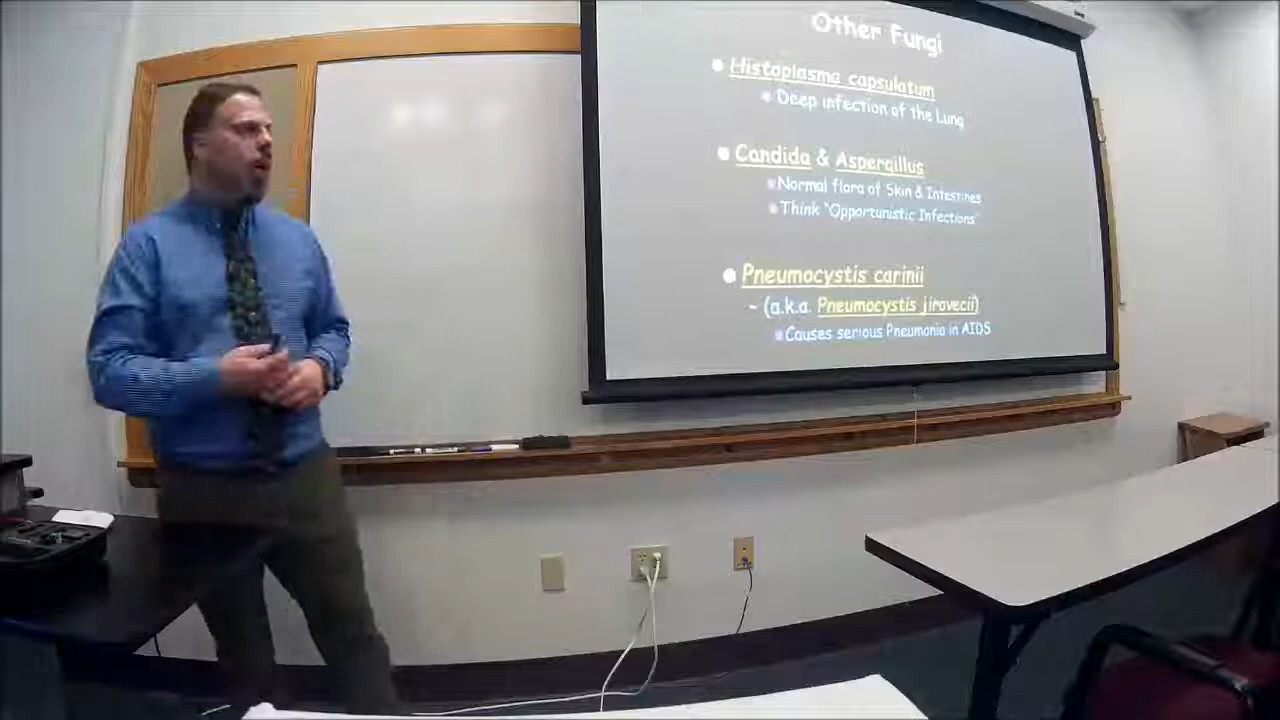 Other Fungi
Histoplasma capsulatum
Deep infection of the Lung
Candida & Aspergillus
Normal flora of Skin & Intestines
Think "Opportunistic Infections"
Pneumocystis carinii
- (a.k.a. Pneumocystis jirovecii)
Causes serious Pneumonia in AIDS